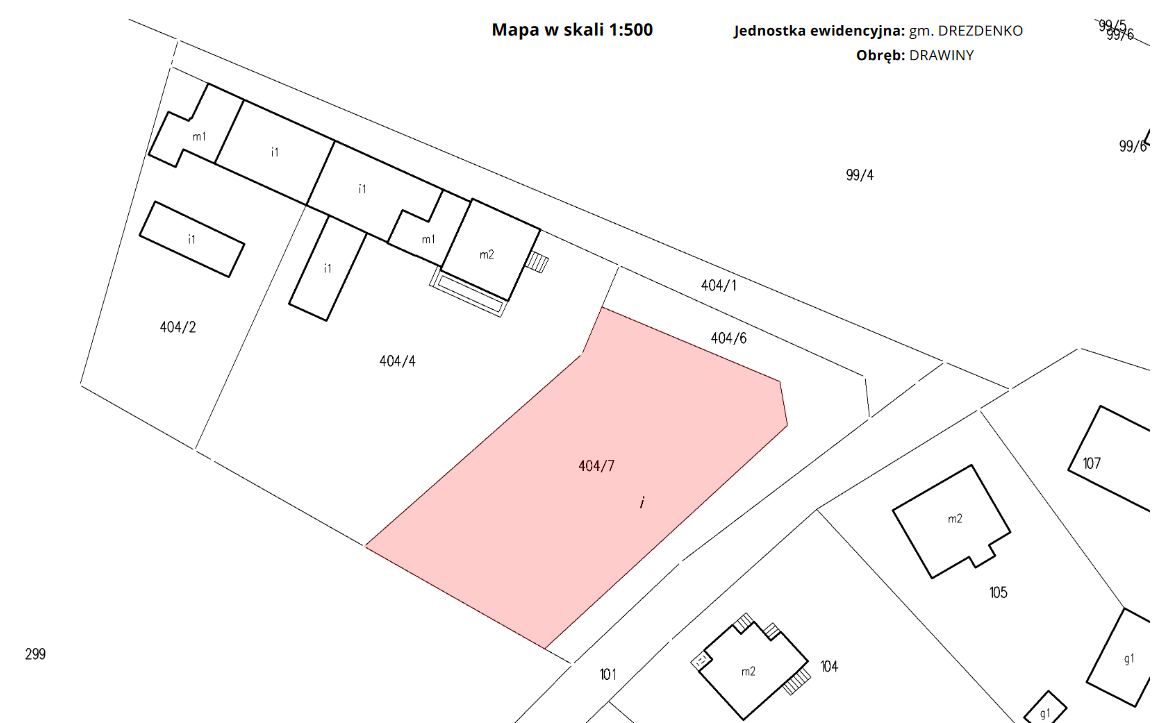 Mapa w skali 1:500
Jednostka ewidencyjna: gm. DREZDENKO
Obręb: DRAWINY
99/5
99/6
99/6
99/4
m1
i1
i1
m1
m2
i1
i1
404/1
404/2
404/6
404/4
404/7
i
107
m2
105
299
101
m2
104
g1
g1